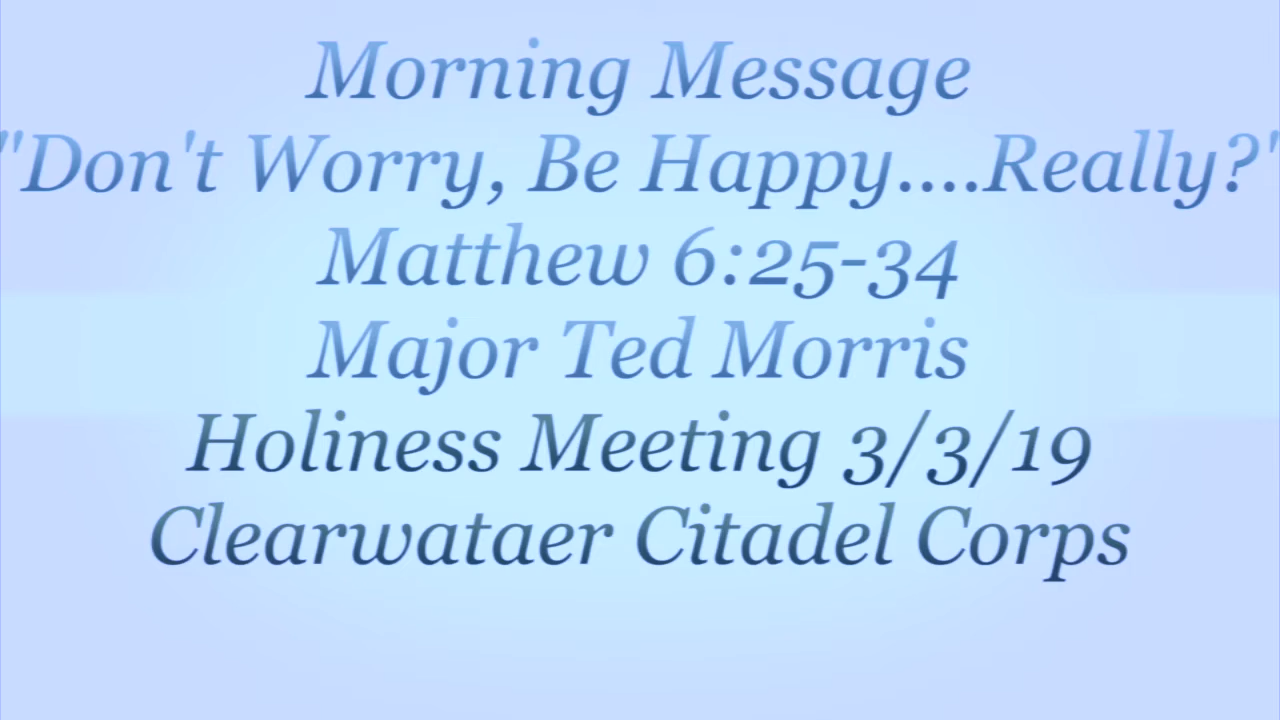 Morning Message
"Don't Worry, Be Happy....Really?"
Matthew 6:25-34
Major Ted Morris
Holiness Meeting 3/3/19
Clearwataer Citadel Corps